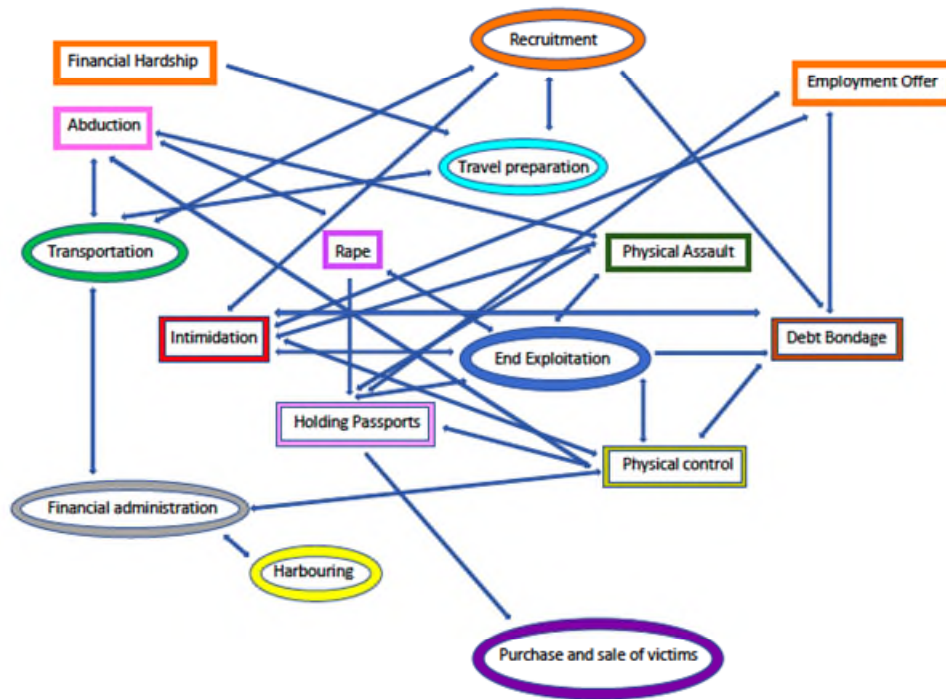 Recruitment
Financial Hardship
Employment Offer
Abduction
Travel preparation
Transportation
Rape
Physical Assault
Intimidation
End Exploitation
Debt Bondage
Holding Passports
Physical control
Financial administration
Harbouring
Purchase and sale of victims